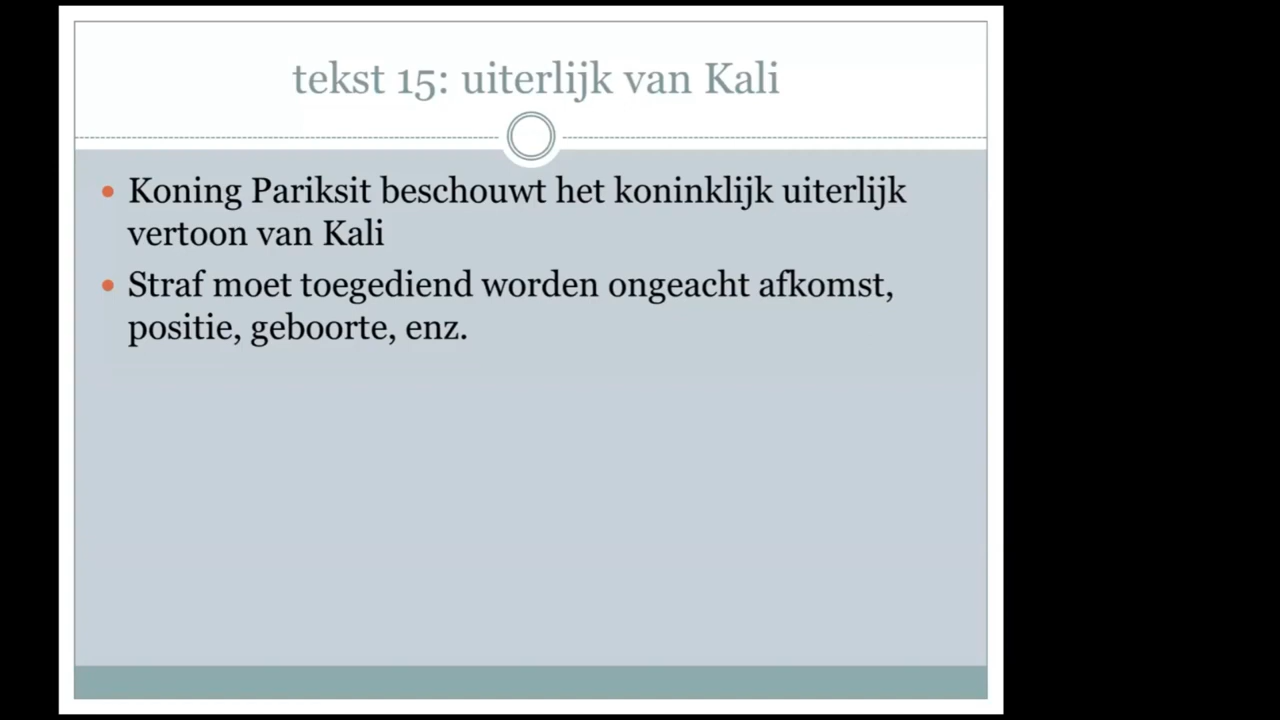 tekst 15: uiterlijk van Kali
• Koning Pariksit beschouwt het koninklijk uiterlijk
vertoon van Kali
• Straf moet toegediend worden ongeacht afkomst,
positie, geboorte, enz.